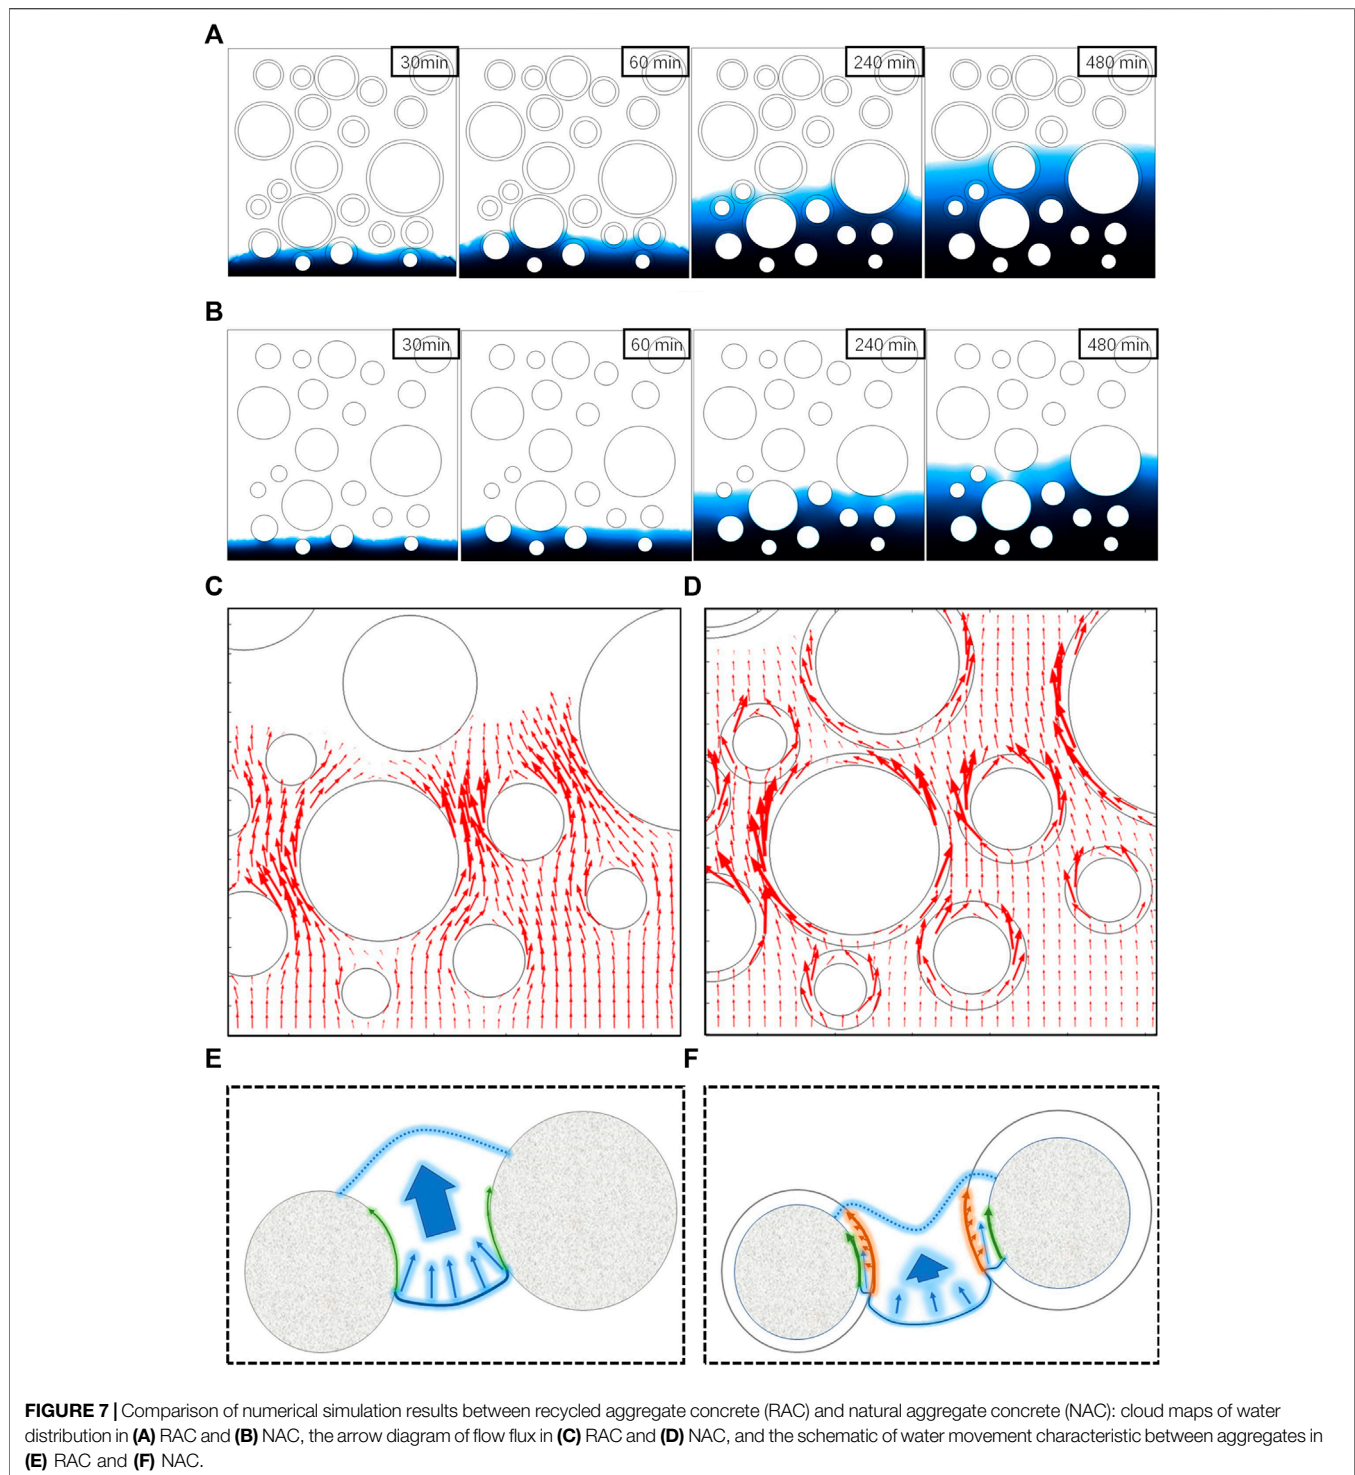 A
30min
60 min
240 min
480 min
B
30min
60 min
240 min
480 min
C
D
E
F
FIGURE 7 | Comparison of numerical simulation results between recycled aggregate concrete (RAC) and natural aggregate concrete (NAC): cloud maps of water
distribution in (A) RAC and (B) NAC, the arrow diagram of flow flux in (C) RAC and (D) NAC, and the schematic of water movement characteristic between aggregates in
(E) RAC and (F) NAC.